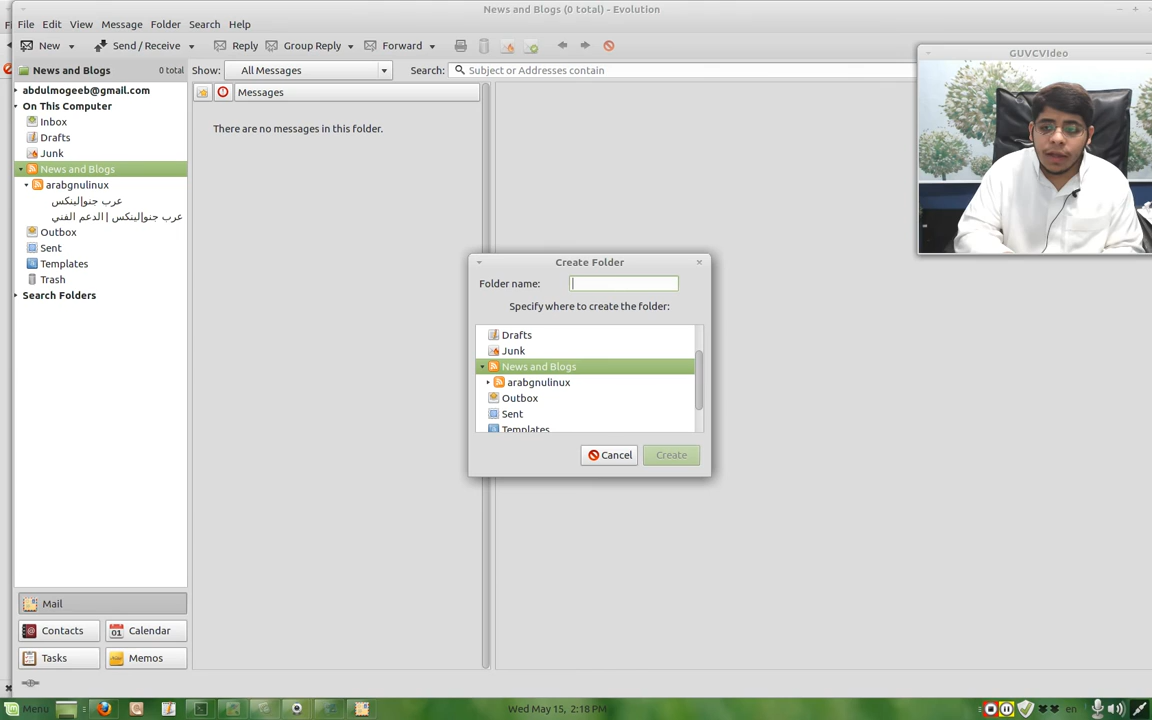 News and Blogs (0 total) - Evolution
File Edit View Message Folder Search Help
New Send / Receive Reply Group Reply Forward
GUVCVIdeo
News and Blogs 0 total Show: All Messages Search: Subject or Addresses contain
abdulmogeeb@gmail.com
On This Computer
Inbox
Drafts
Junk
News and Blogs
arabgnulinux
عرب جنو|لينكس
عرب جنو|لينكس | الدعم الفني
Outbox
Sent
Templates
Trash
Search Folders
Messages
There are no messages in this folder.
Create Folder
Folder name:
Specify where to create the folder:
Drafts
Junk
News and Blogs
arabgnulinux
Outbox
Sent
Templates
Cancel Create
Mail
Contacts 01 Calendar
Tasks Memos
Menu Wed May 15, 2:18 PM en